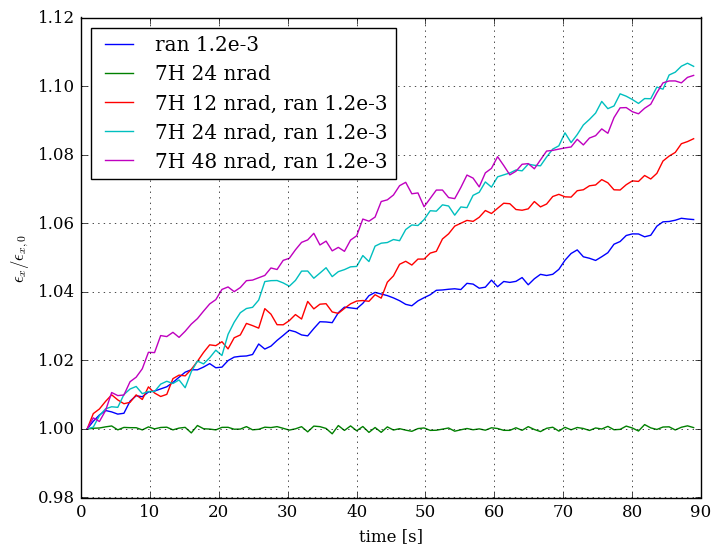 1.12
1.10
1.08
1.06
1.04
1.02
1.00
0.98
ϵx/ϵx,0
ran 1.2e-3
7H 24 nrad
7H 12 nrad, ran 1.2e-3
7H 24 nrad, ran 1.2e-3
7H 48 nrad, ran 1.2e-3
0 10 20 30 40 50 60 70 80 90
time [s]